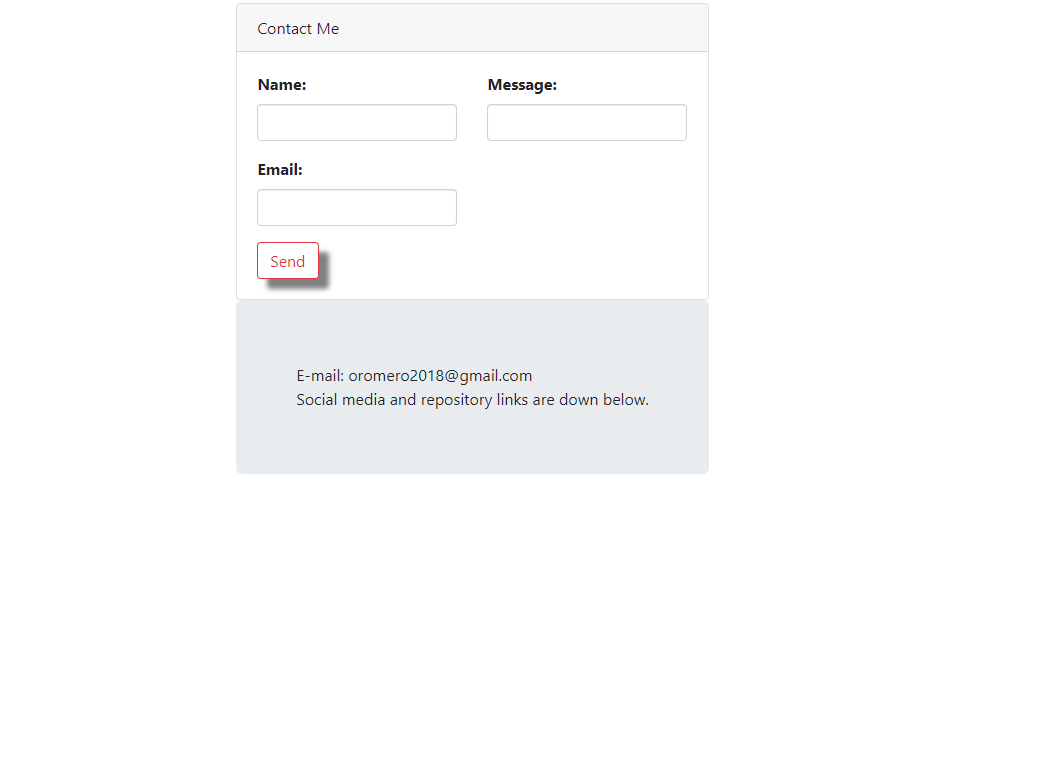 Contact Me
Name:
Message:
Email:
Send
E-mail: oromero2018@gmail.com
Social media and repository links are down below.